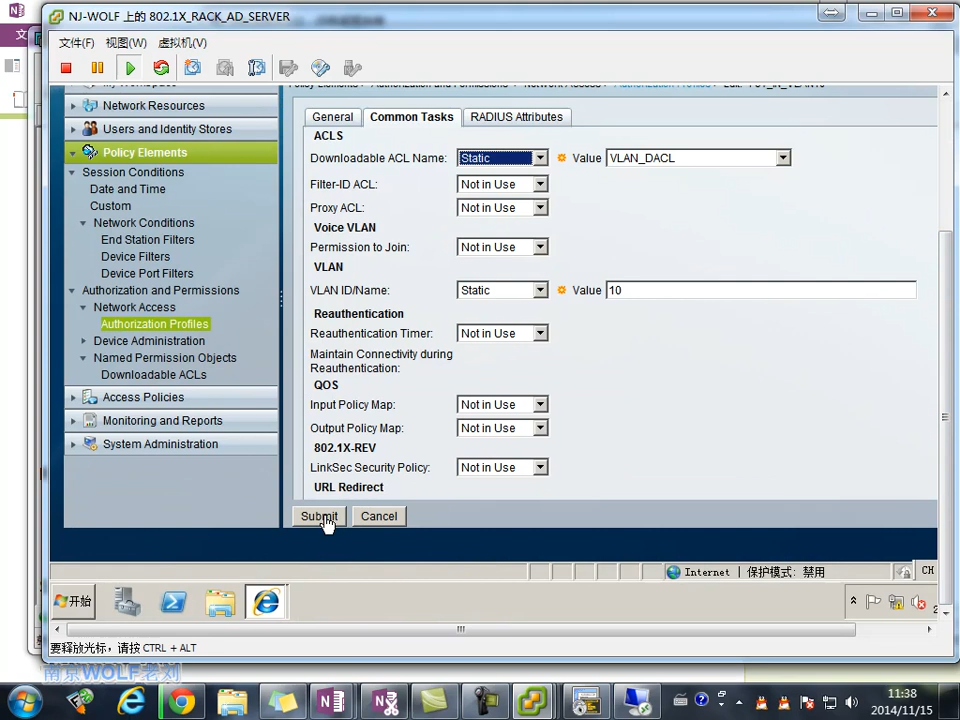 NJ-WOLF 上的 802.1X_RACK_AD_SERVER
文
文件(F) 视图(W) 虚拟机(V)
General Common Tasks RADIUS Attributes
Network Resources
Users and Identity Stores
Policy Elements
Session Conditions
Date and Time
Custom
Network Conditions
End Station Filters
Device Filters
Device Port Filters
Authorization and Permissions
Network Access
Authorization Profiles
Device Administration
Named Permission Objects
Downloadable ACLs
Access Policies
Monitoring and Reports
System Administration
ACLS
Downloadable ACL Name: Static Value VLAN_DACL
Filter-ID ACL: Not in Use
Proxy ACL: Not in Use
Voice VLAN
Permission to Join: Not in Use
VLAN
VLAN ID/Name: Static Value 10
Reauthentication
Reauthentication Timer: Not in Use
Maintain Connectivity during
Reauthentication:
QOS
Input Policy Map: Not in Use
Output Policy Map: Not in Use
802.1X-REV
LinkSec Security Policy: Not in Use
URL Redirect
Submit Cancel
Internet | 保护模式: 禁用
CH
开始
要释放光标，请按 CTRL + ALT
南京WOLF老刘
11:38
2014/11/15